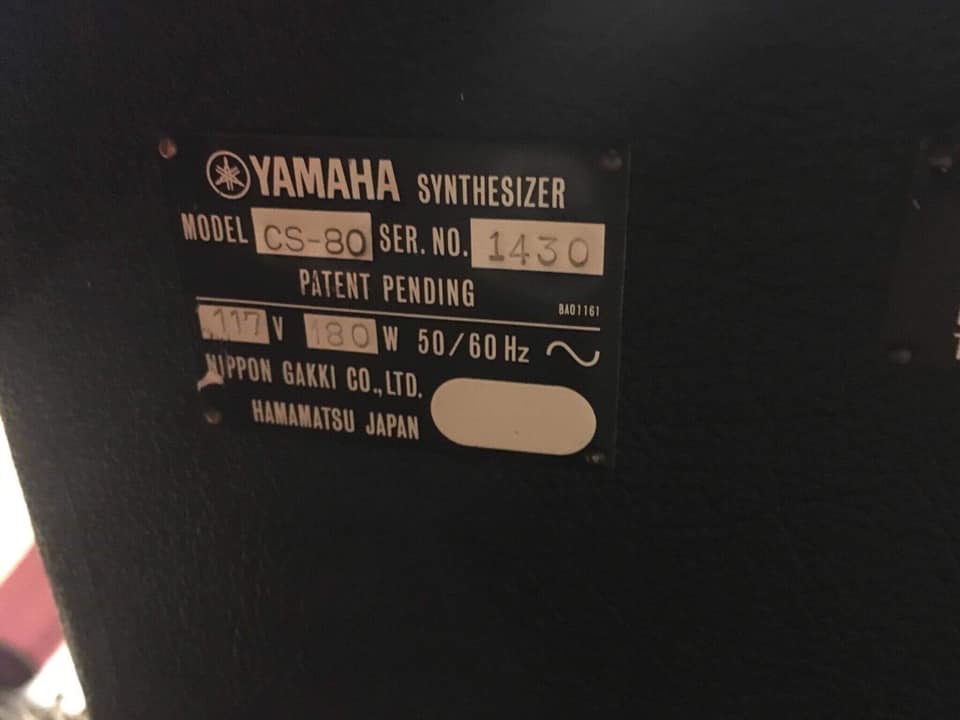 YAMAHA SYNTHESIZER
MODEL CS-80 SER. NO. 1430
PATENT PENDING
BA01161
117 V 180 W 50/60 Hz
NIPPON GAKKI CO., LTD.
HAMAMATSU JAPAN